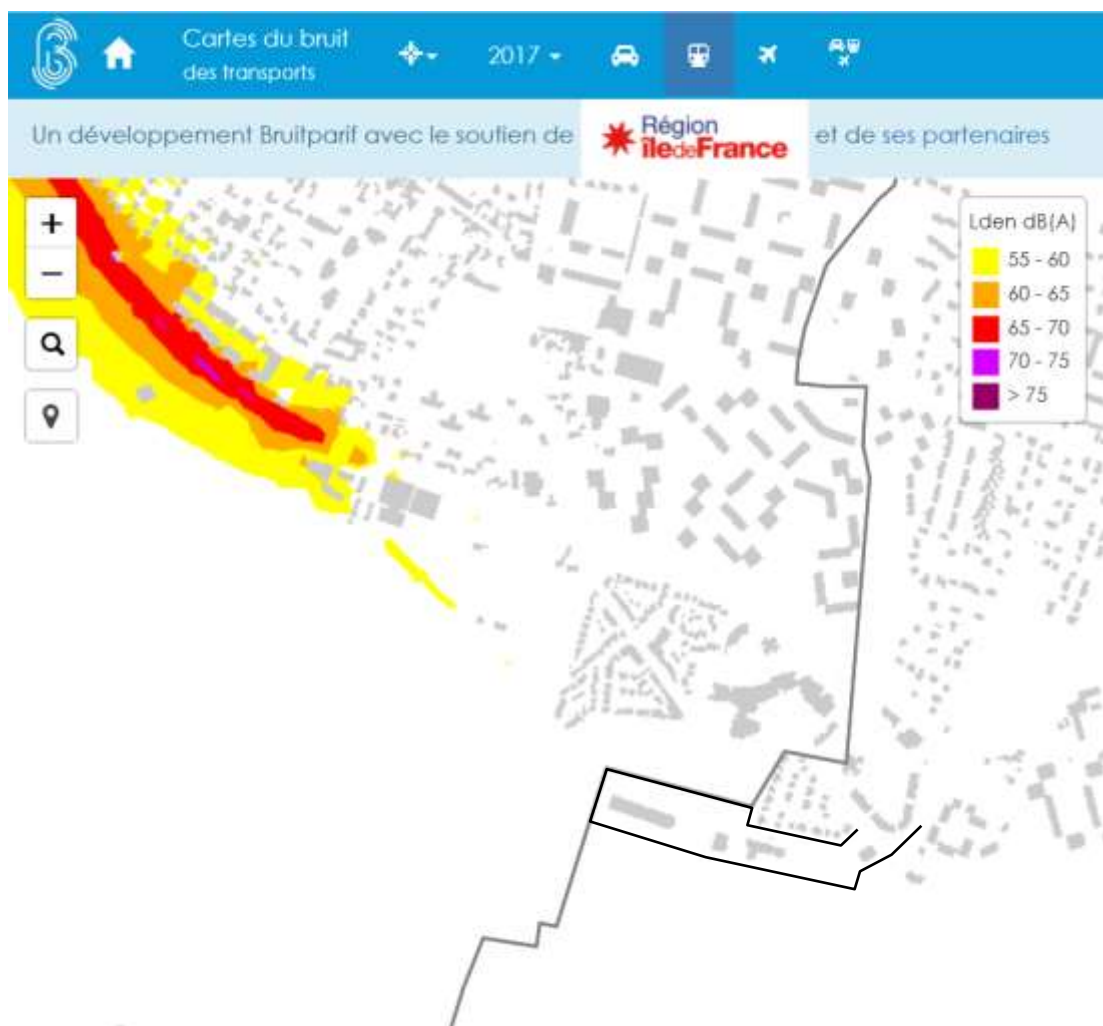 Cartes du bruit
des transports
2017
Un développement Bruitparif avec le soutien de
Région
îledeFrance
et de ses partenaires
+
−
Lden dB(A)
55 - 60
60 - 65
65 - 70
70 - 75
> 75